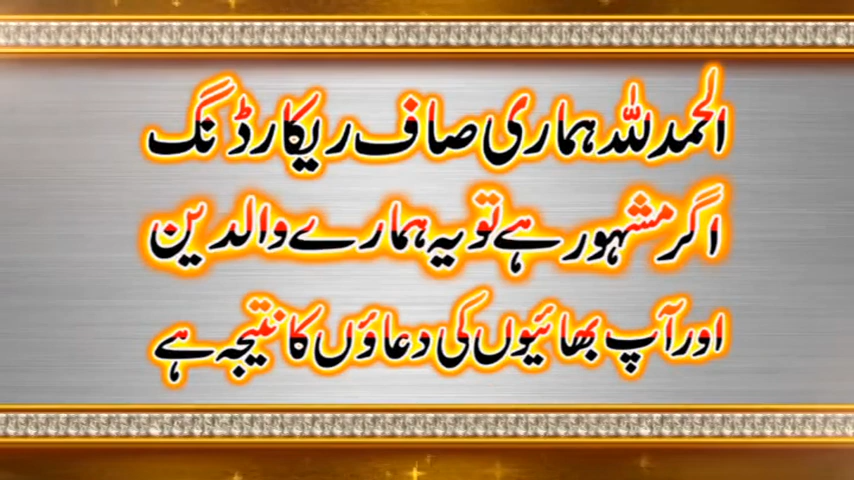 الحمدللہ ہماری صاف ریکارڈنگ
اگر مشہور ہے تو یہ ہمارے والدین
اور آپ بھائیوں کی دعاؤں کا نتیجہ ہے